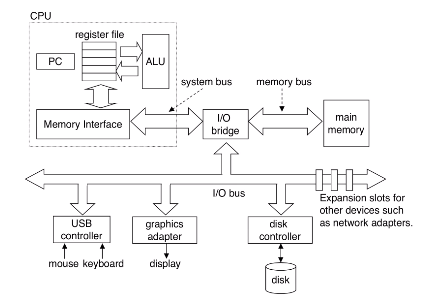 CPU
register file
PC
ALU
system bus
memory bus
Memory Interface
I/O
bridge
main
memory
I/O bus
Expansion slots for
other devices such
as network adapters.
USB
controller
graphics
adapter
disk
controller
mouse keyboard
display
disk